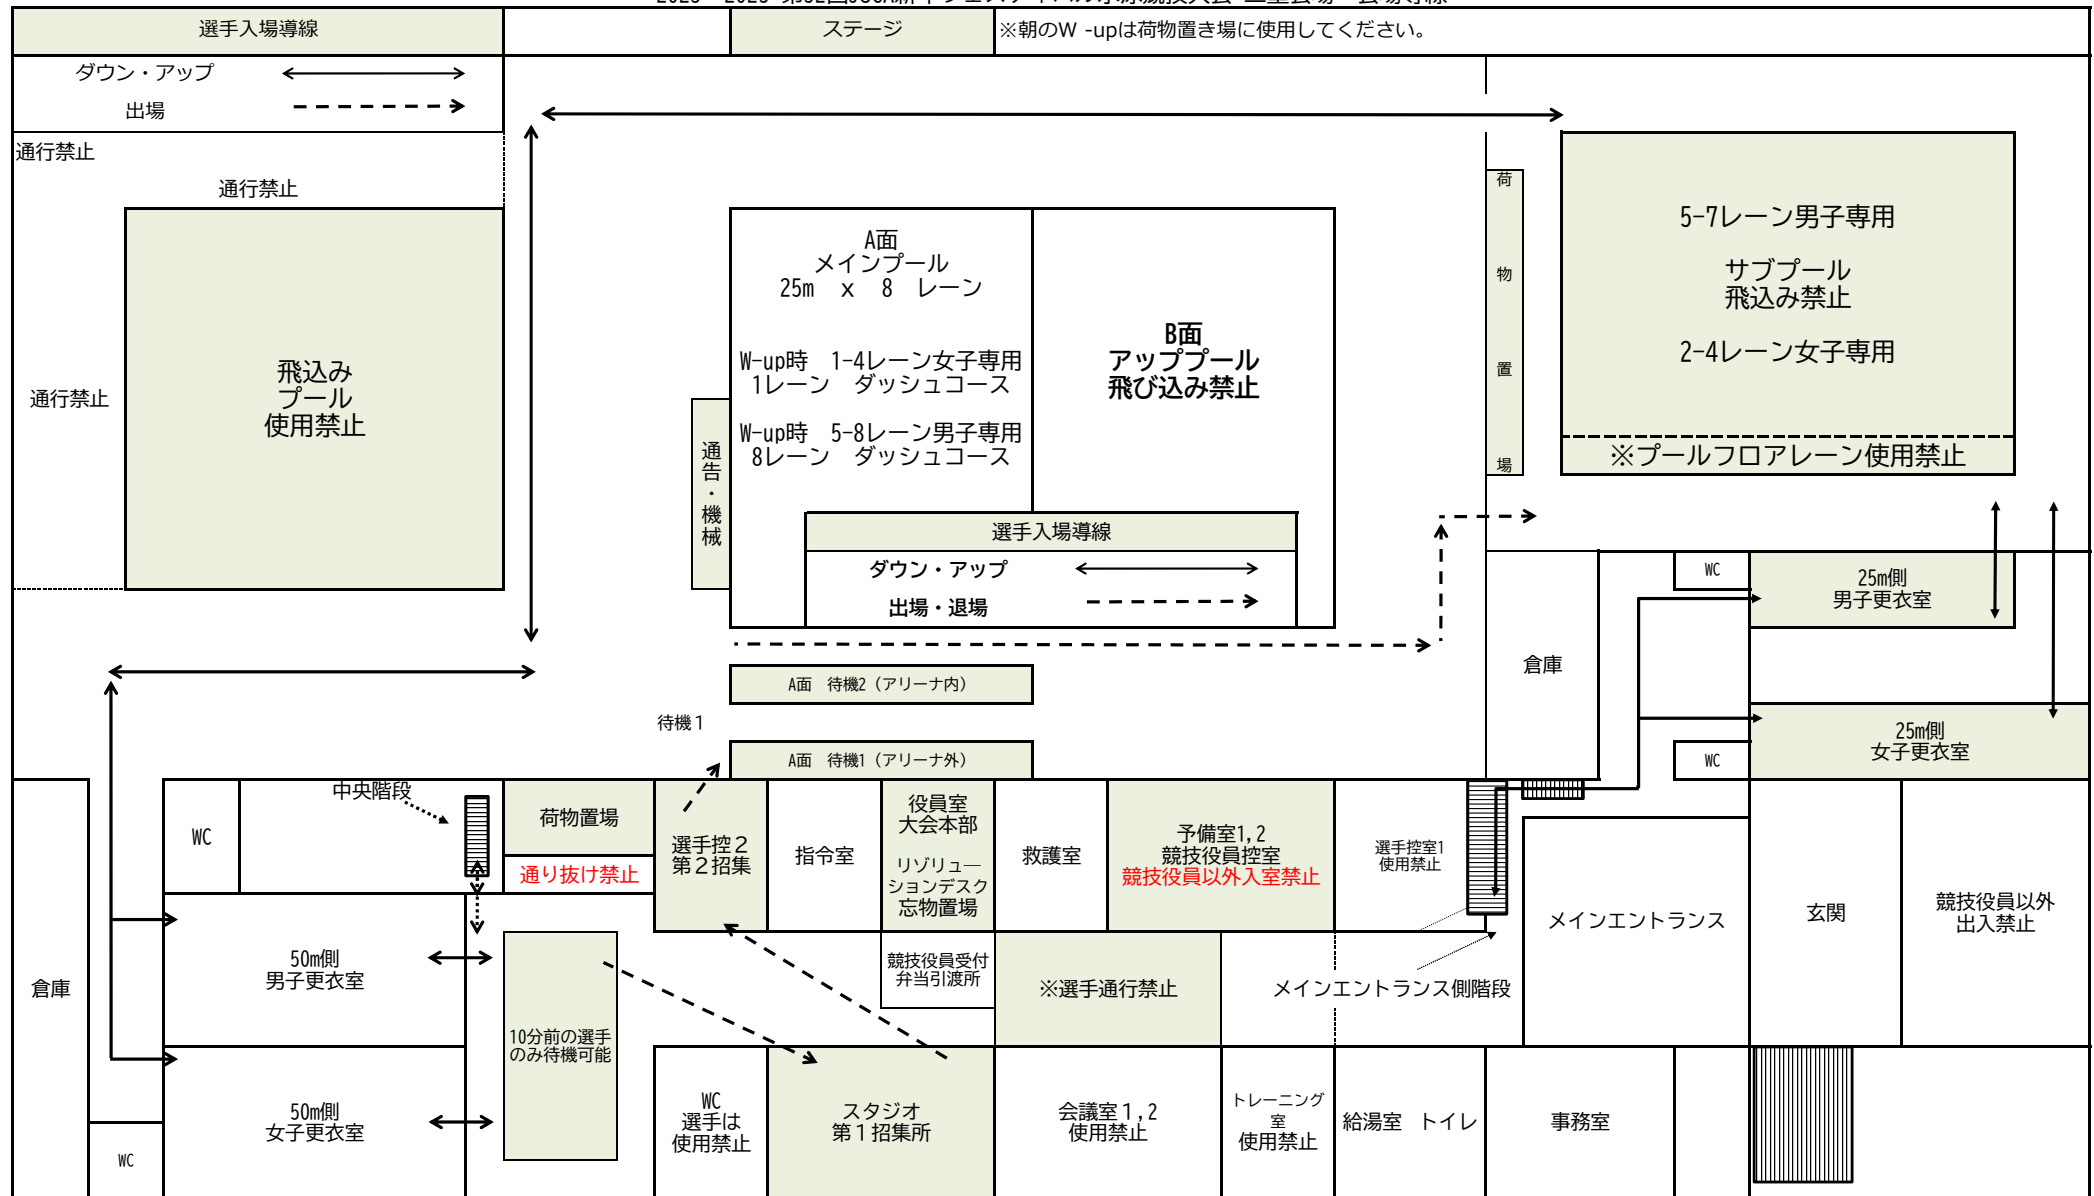 選手入場導線
ステージ
※朝のW -upは荷物置き場に使用してください。
ダウン・アップ
出場
通行禁止
通行禁止
通行禁止
飛込み
プール
使用禁止
A面
メインプール
25m x 8 レーン
W-up時 1-4レーン女子専用
1レーン ダッシュコース
W-up時 5-8レーン男子専用
8レーン ダッシュコース
B面
アッププール
飛び込み禁止
通告・機械
選手入場導線
ダウン・アップ
出場・退場
荷物置場
5-7レーン男子専用
サブプール
飛込み禁止
2-4レーン女子専用
※プールフロアレーン使用禁止
WC
25m側
男子更衣室
倉庫
25m側
女子更衣室
WC
A面 待機2（アリーナ内）
待機１
A面 待機1（アリーナ外）
中央階段
WC
荷物置場
通り抜け禁止
選手控２
第２招集
指令室
役員室
大会本部
リゾリュー
ションデスク
忘物置場
救護室
予備室1,2
競技役員控室
競技役員以外入室禁止
選手控室1
使用禁止
メインエントランス
玄関
競技役員以外
出入禁止
倉庫
50m側
男子更衣室
競技役員受付
弁当引渡所
※選手通行禁止
メインエントランス側階段
10分前の選手
のみ待機可能
50m側
女子更衣室
WC
WC
選手は
使用禁止
スタジオ
第１招集所
会議室１,２
使用禁止
トレーニング
室
使用禁止
給湯室 トイレ
事務室